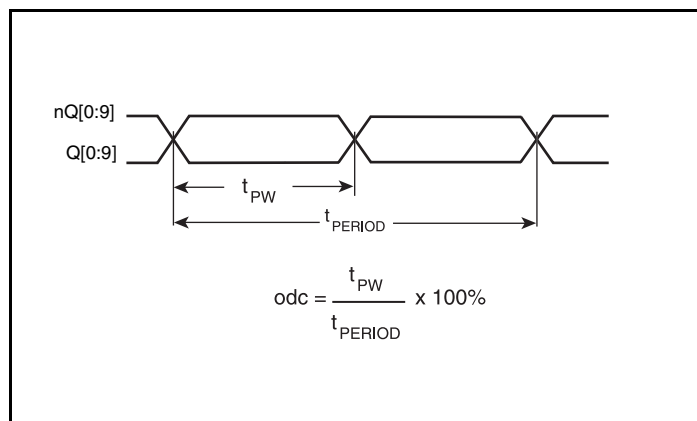 nQ[0:9]
Q[0:9]
tPW
tPERIOD
odc = tPW / tPERIOD x 100%